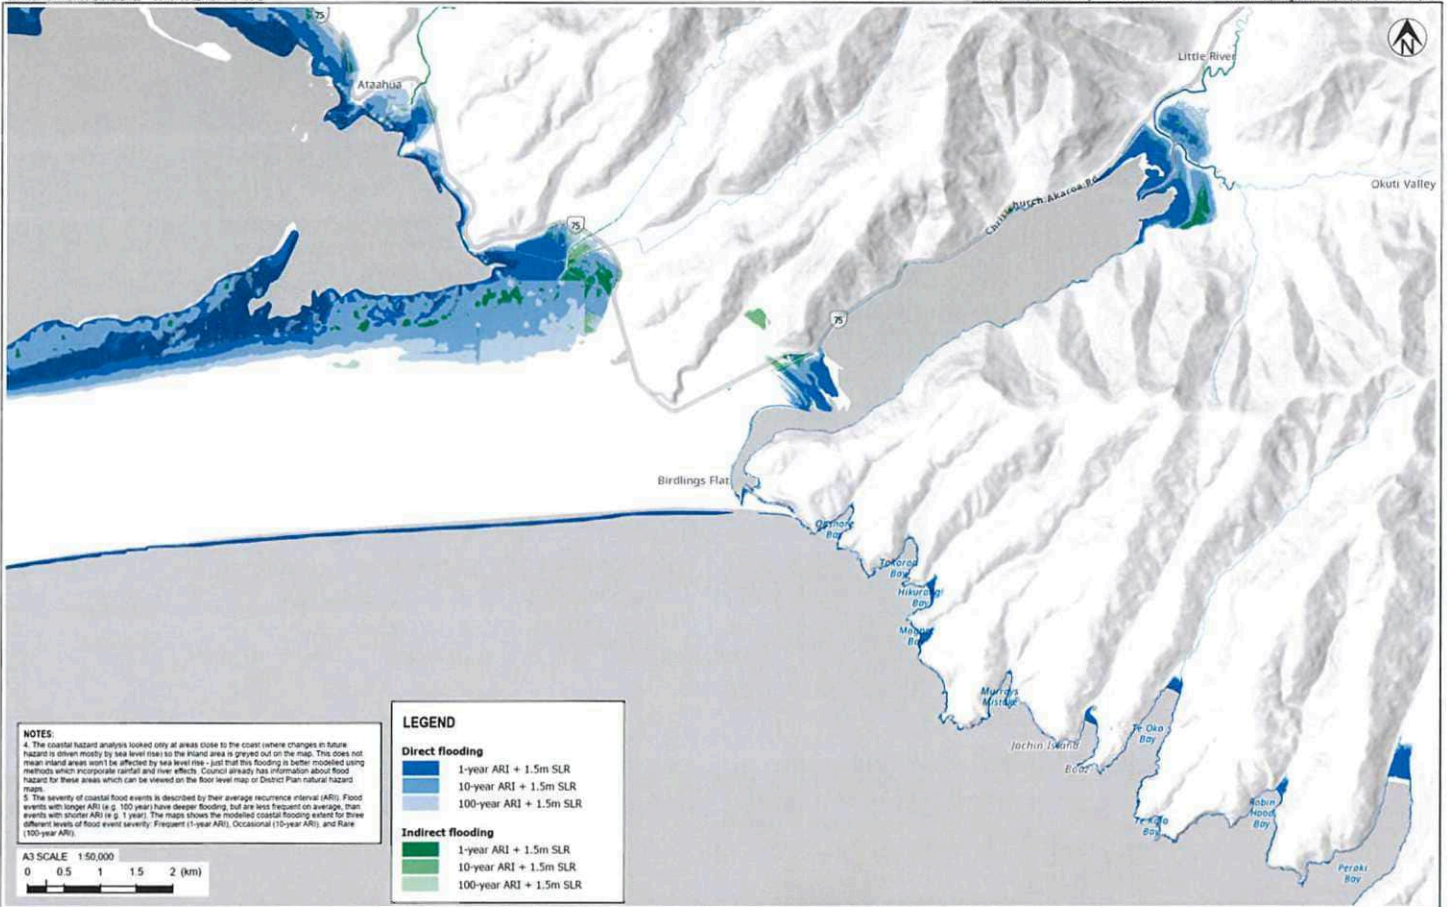 75
Little River
N
Ataahua
Okuti Valley
Christchurch Akaroa Rd
75
75
Birdlings Flat
Oashore
Bay
Tokoroa
Bay
Hikuraki
Bay
Magnet
Bay
Murrays
Mistake
Jachin Island
Boaz
Te Oka
Bay
Te Kaio
Bay
Robin
Hood
Bay
Peraki
Bay
NOTES:
4. The coastal hazard analysis looked only at areas close to the coast (where changes in future
hazard is driven mostly by sea level rise) so the inland area is greyed out on the map. This does not
mean inland areas won't be affected by sea level rise - just that this flooding is better modelled using
methods which incorporate rainfall and river effects. Council already has information about flood
hazard for these areas which can be viewed on the floor level map or District Plan natural hazard
maps.
5. The severity of coastal flood events is described by their average recurrence interval (ARI). Flood
events with longer ARI (e.g. 100 year) have deeper flooding, but are less frequent on average, than
events with shorter ARI (e.g. 1 year). The maps shows the modelled coastal flooding extent for three
different levels of flood event severity: Frequent (1-year ARI), Occasional (10-year ARI), and Rare
(100-year ARI).
A3 SCALE 1:50,000
0 0.5 1 1.5 2 (km)
LEGEND
Direct flooding
1-year ARI + 1.5m SLR
10-year ARI + 1.5m SLR
100-year ARI + 1.5m SLR
Indirect flooding
1-year ARI + 1.5m SLR
10-year ARI + 1.5m SLR
100-year ARI + 1.5m SLR